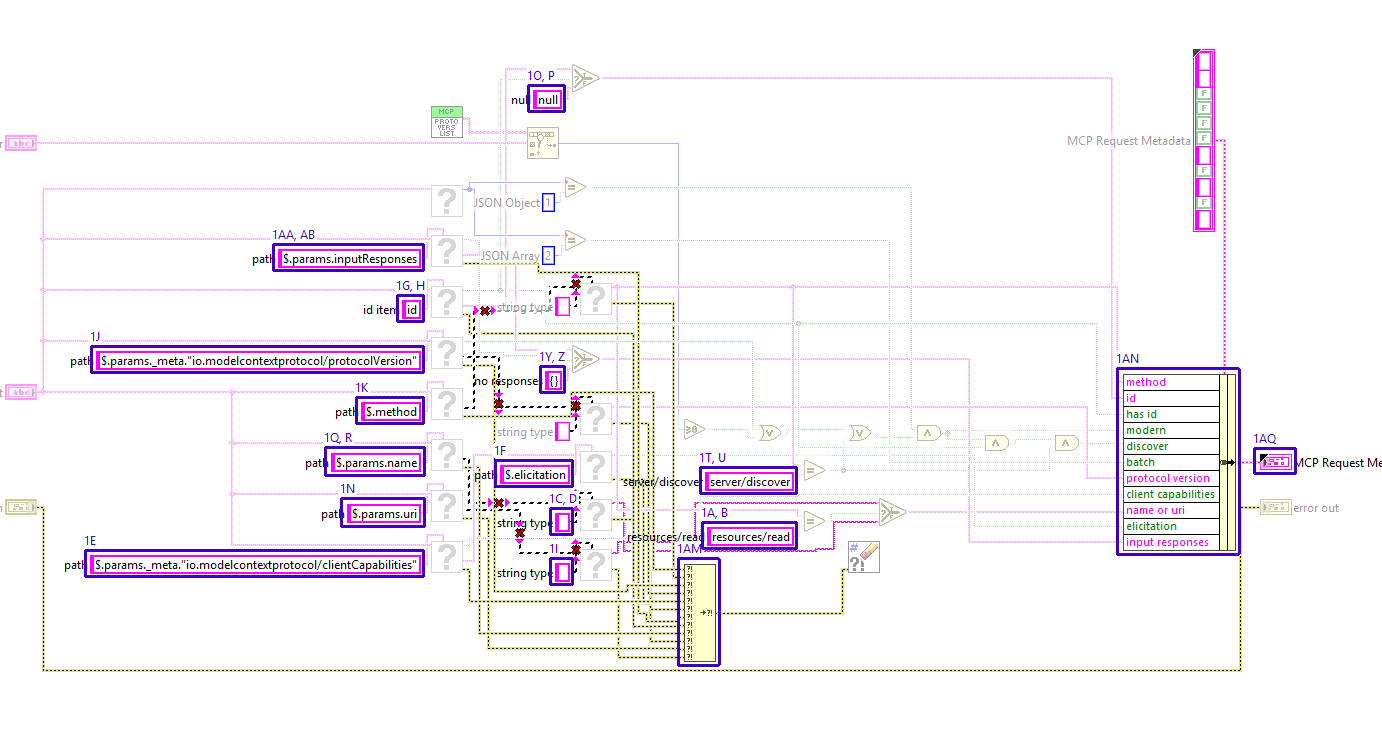 1O, P
null
MCP
PROTO
VERS
LIST
abc
MCP Request Metadata
F
F
F
F
F
F
JSON Object 1
1AA, AB
path $.params.inputResponses
JSON Array 2
1G, H
id item id
string type
1J
path $.params._meta."io.modelcontextprotocol/protocolVersion"
1Y, Z
no responses {}
1AN
method
id
has id
modern
discover
batch
protocol version
client capabilities
name or uri
elicitation
input responses
1K
path $.method
abc
string type
1Q, R
path $.params.name
1F
path $.elicitation
1T, U
server/discover server/discover
1AQ
MCP Request Me
1N
path $.params.uri
1C, D
string type
1A, B
resources/read resources/read
error out
1E
path $.params._meta."io.modelcontextprotocol/clientCapabilities"
1I
string type
1AM